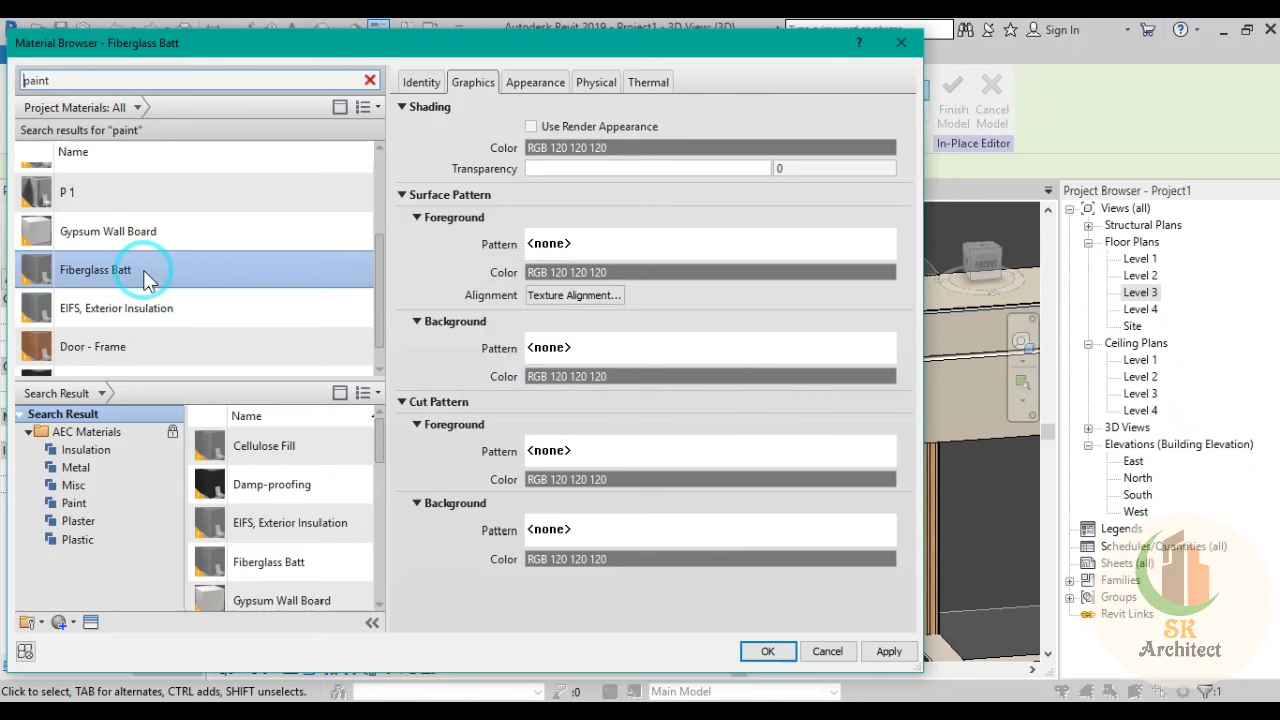 Autodesk Revit 2019 - Project1 - 3D Views (3D)
Type a keyword or phrase
Sign In
Material Browser - Fiberglass Batt
?
paint
Project Materials: All
Search results for "paint"
Name
P 1
Gypsum Wall Board
Fiberglass Batt
EIFS, Exterior Insulation
Door - Frame
Search Result
Search Result
AEC Materials
Insulation
Metal
Misc
Paint
Plaster
Plastic
Name
Cellulose Fill
Damp-proofing
EIFS, Exterior Insulation
Fiberglass Batt
Gypsum Wall Board
Identity
Graphics
Appearance
Physical
Thermal
Shading
Use Render Appearance
Color RGB 120 120 120
Transparency 0
Surface Pattern
Foreground
Pattern <none>
Color RGB 120 120 120
Alignment Texture Alignment...
Background
Pattern <none>
Color RGB 120 120 120
Cut Pattern
Foreground
Pattern <none>
Color RGB 120 120 120
Background
Pattern <none>
Color RGB 120 120 120
OK
Cancel
Apply
Finish Model
Cancel Model
In-Place Editor
FRONT
Project Browser - Project1
Views (all)
Structural Plans
Floor Plans
Level 1
Level 2
Level 3
Level 4
Site
Ceiling Plans
Level 1
Level 2
Level 3
Level 4
3D Views
Elevations (Building Elevation)
East
North
South
West
Legends
Schedules/Quantities (all)
Sheets (all)
Families
Groups
Revit Links
SK
Architect
Click to select, TAB for alternates, CTRL adds, SHIFT unselects.
:0
Main Model
:1